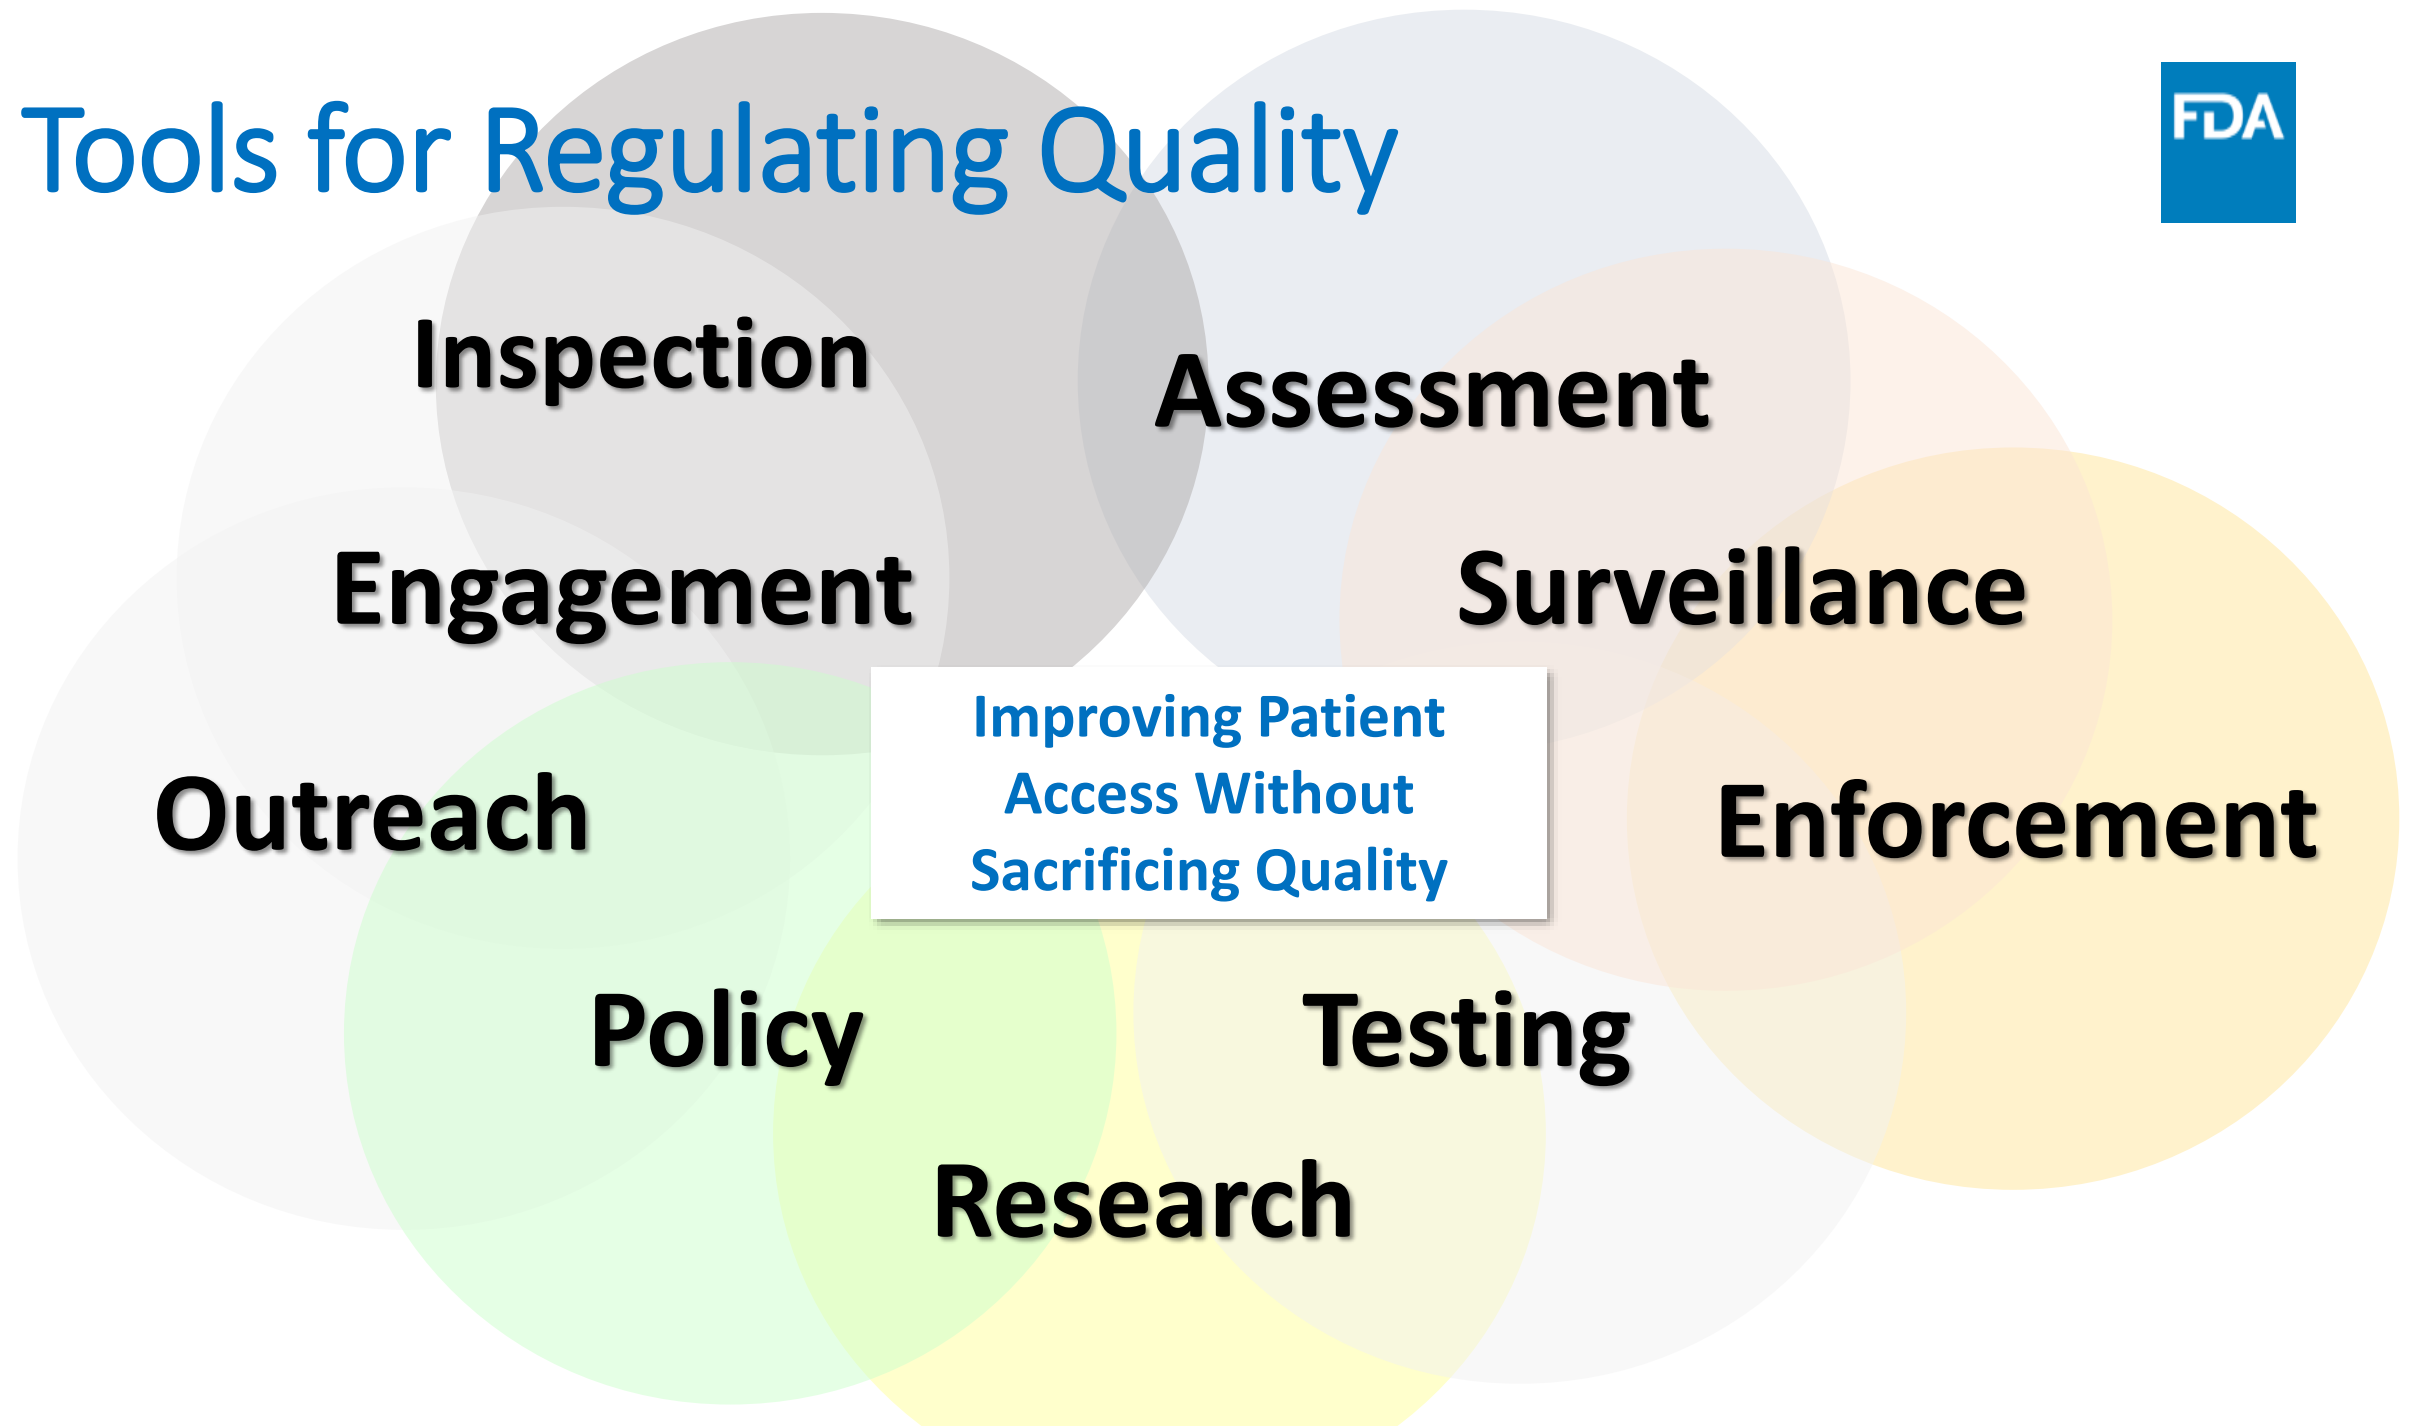 Tools for Regulating Quality
FDA
Inspection
Assessment
Engagement
Surveillance
Improving Patient
Access Without
Sacrificing Quality
Outreach
Enforcement
Policy
Testing
Research